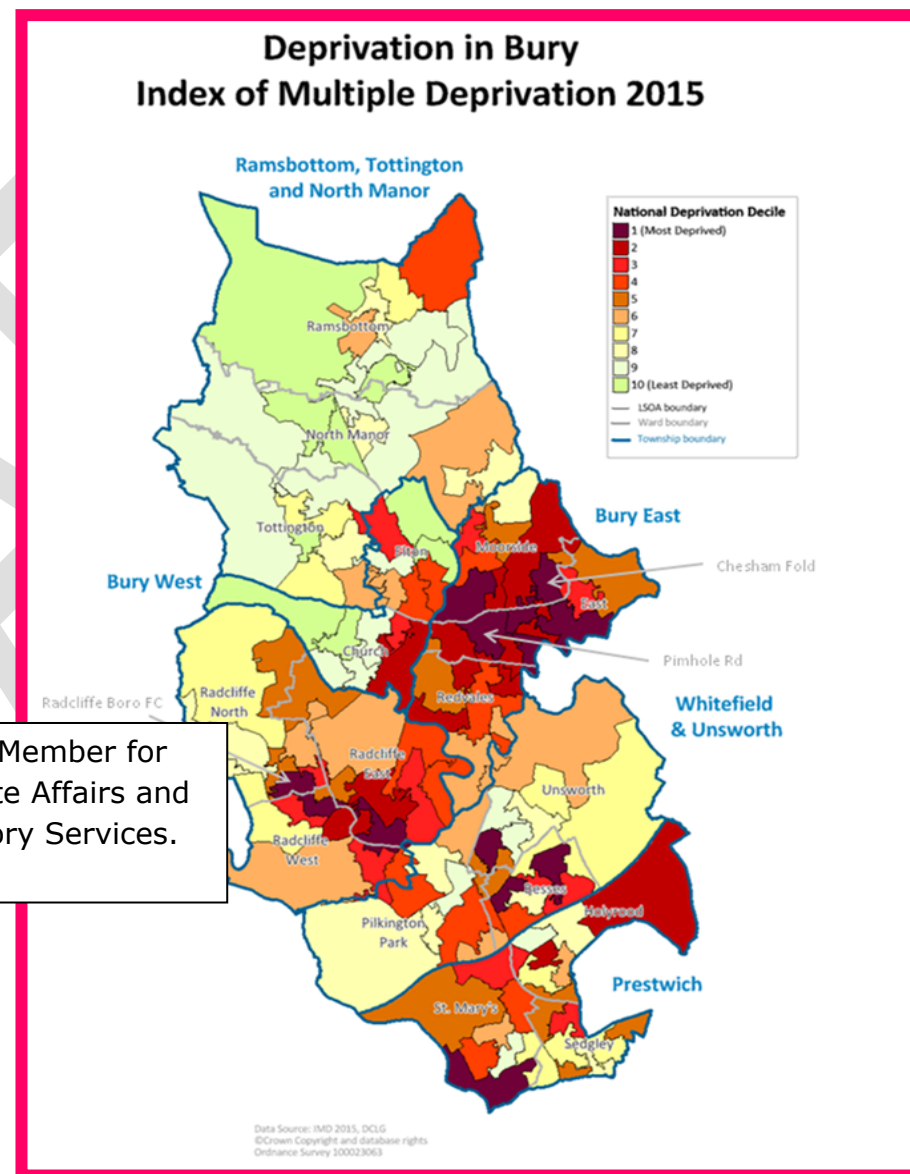 Deprivation in Bury
Index of Multiple Deprivation 2015
Ramsbottom, Tottington
and North Manor
National Deprivation Decile
1 (Most Deprived)
2
3
4
5
6
7
8
9
10 (Least Deprived)
LSOA boundary
Ward boundary
Township boundary
Ramsbottom
North Manor
Tottington
Elton
Moorside
Bury East
Chesham Fold
Bury West
East
Church
Pimhole Rd
Radcliffe Boro FC
Radcliffe
North
Redvales
Whitefield
& Unsworth
Member for
te Affairs and
ory Services.
Radcliffe
East
Unsworth
Radcliffe
West
Besses
Holyrood
Pilkington
Park
Prestwich
St. Mary's
Sedgley
Data Source: IMD 2015, DCLG
©Crown Copyright and database rights
Ordnance Survey 100023063